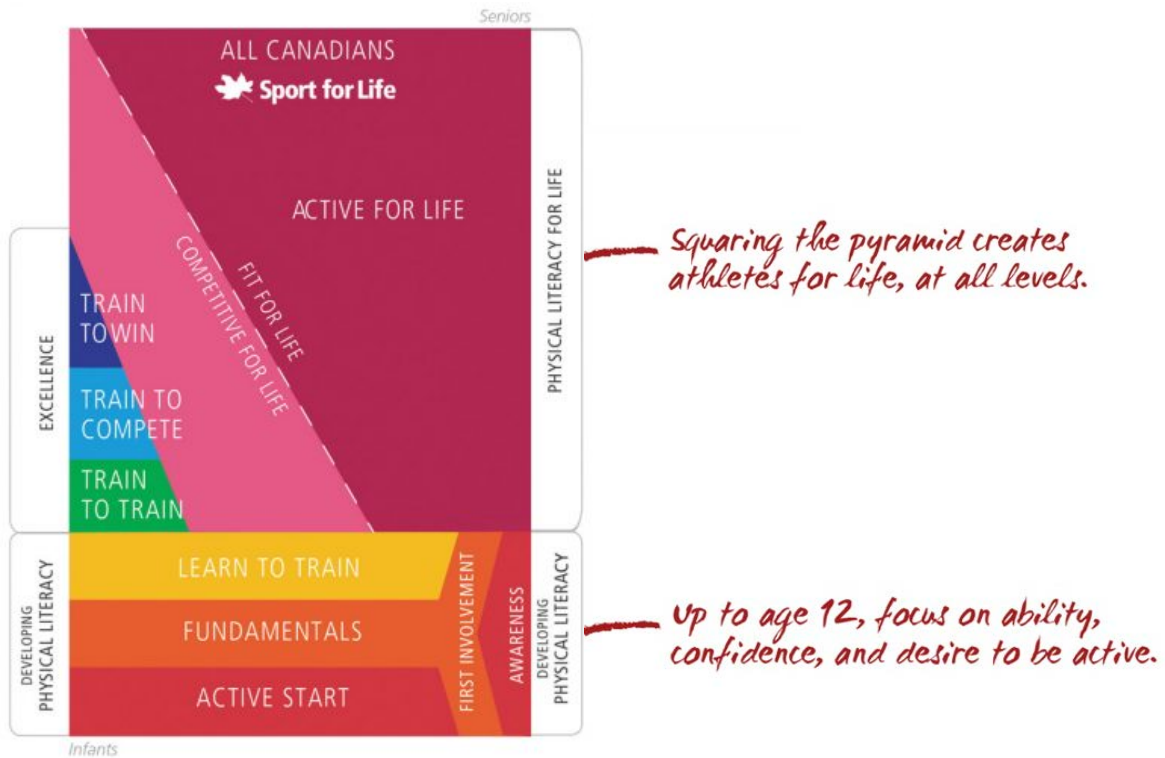 Seniors
ALL CANADIANS
Sport for Life
ACTIVE FOR LIFE
FIT FOR LIFE
COMPETITIVE FOR LIFE
PHYSICAL LITERACY FOR LIFE
Squaring the pyramid creates
athletes for life, at all levels.
EXCELLENCE
TRAIN
TO WIN
TRAIN TO
COMPETE
TRAIN
TO TRAIN
DEVELOPING
PHYSICAL LITERACY
LEARN TO TRAIN
FUNDAMENTALS
ACTIVE START
FIRST INVOLVEMENT
AWARENESS
DEVELOPING
PHYSICAL LITERACY
Up to age 12, focus on ability,
confidence, and desire to be active.
Infants